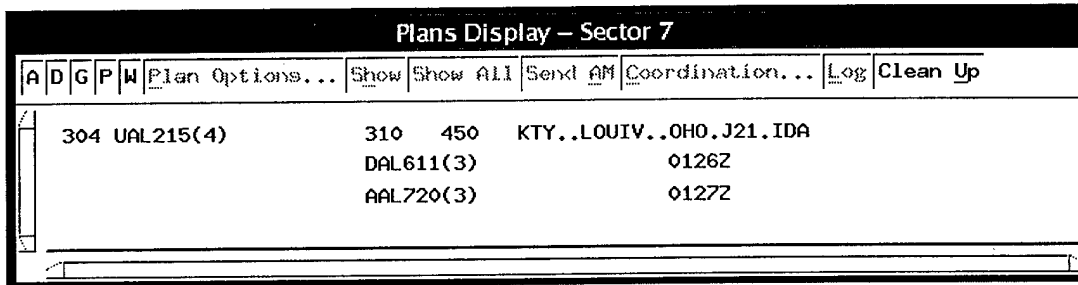 Plans Display – Sector 7
A D G P W Plan Options... Show Show All Send AM Coordination... Log Clean Up
304 UAL215(4) 310 450 KTY..LOUIV..OHO.J21.IDA
DAL611(3) 0126Z
AAL720(3) 0127Z